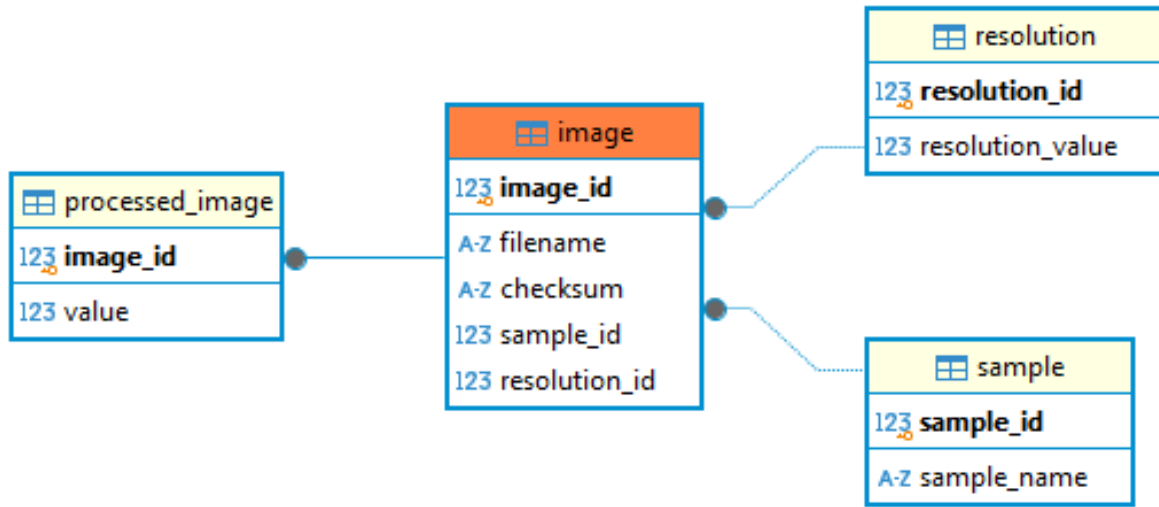 processed_image
123 image_id
123 value
image
123 image_id
A-Z filename
A-Z checksum
123 sample_id
123 resolution_id
resolution
123 resolution_id
123 resolution_value
sample
123 sample_id
A-Z sample_name